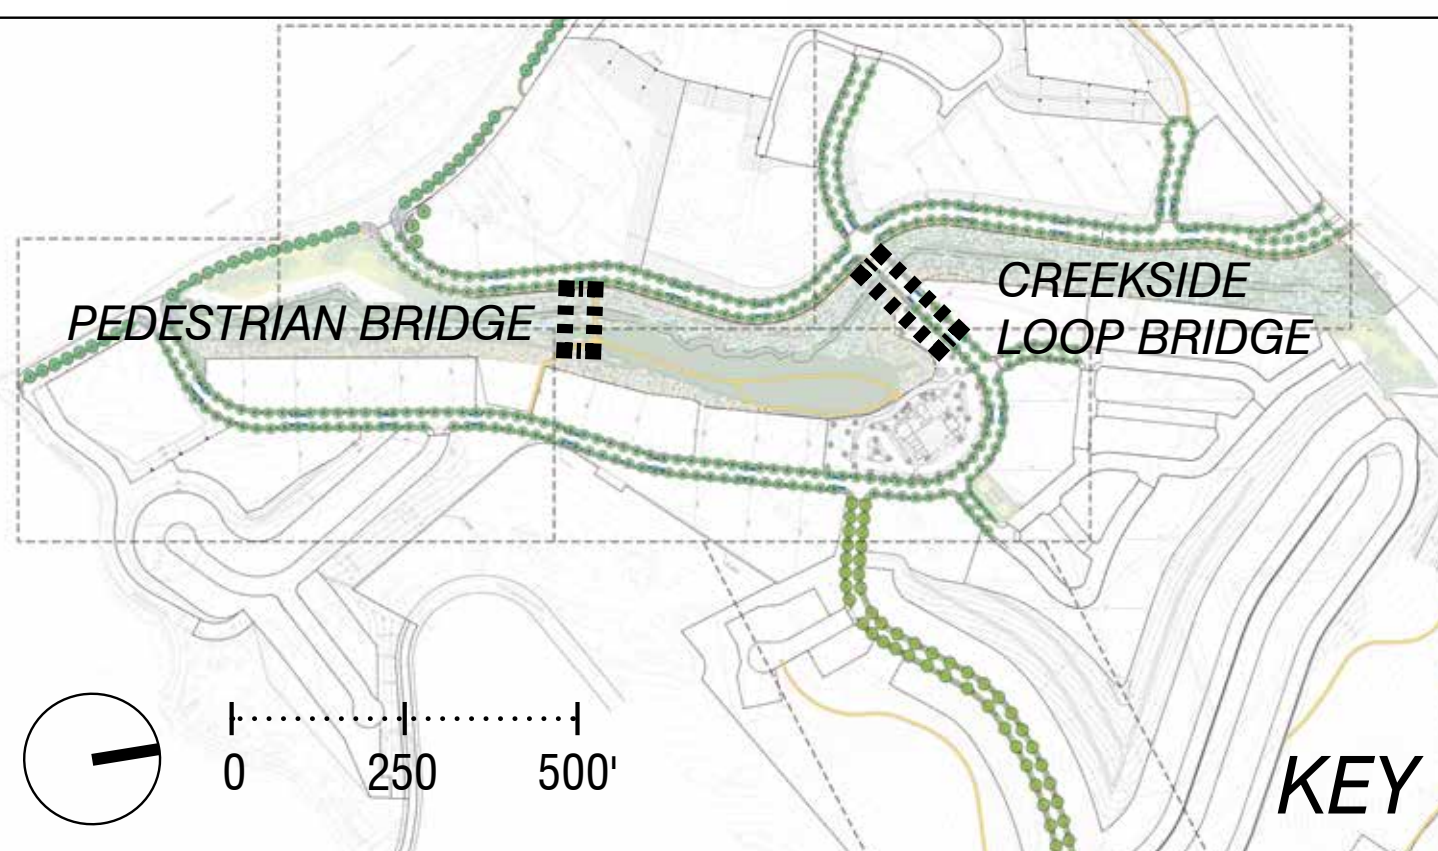 CREEKSIDE
LOOP BRIDGE
PEDESTRIAN BRIDGE
0 250 500'
KEY